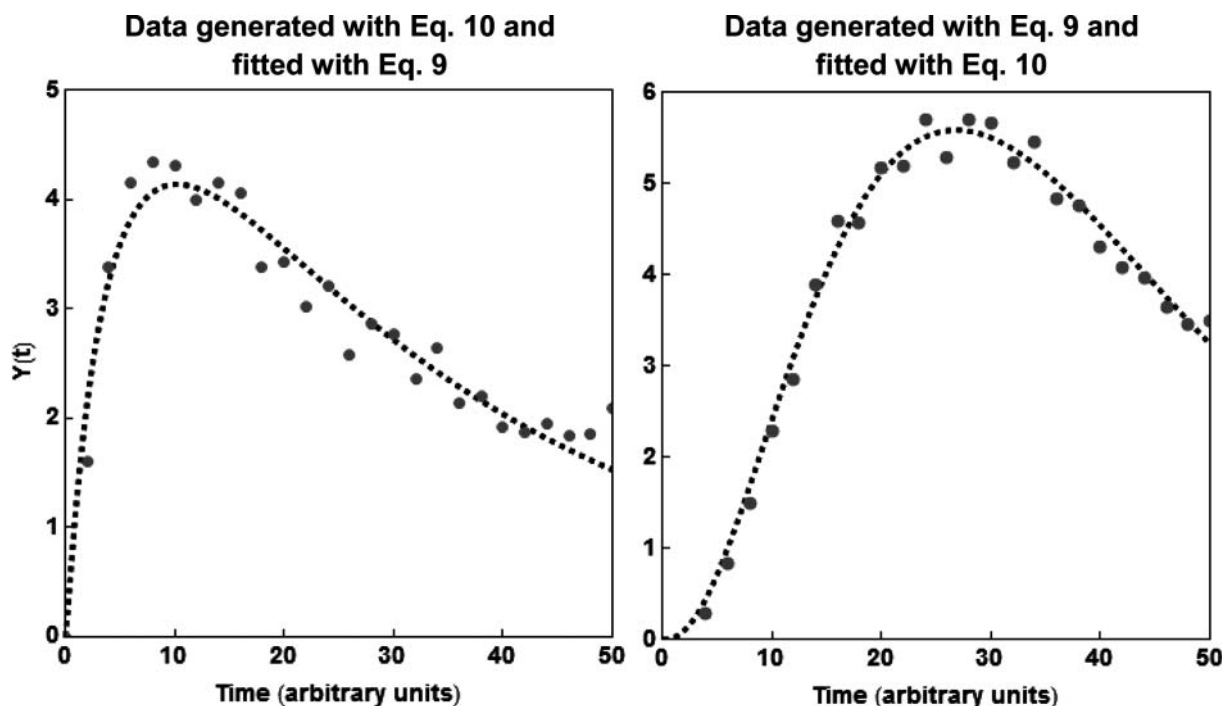 Data generated with Eq. 10 and
fitted with Eq. 9
5
4
3
2
1
0
Y(t)
0 10 20 30 40 50
Time (arbitrary units)
Data generated with Eq. 9 and
fitted with Eq. 10
6
5
4
3
2
1
0
0 10 20 30 40 50
Time (arbitrary units)